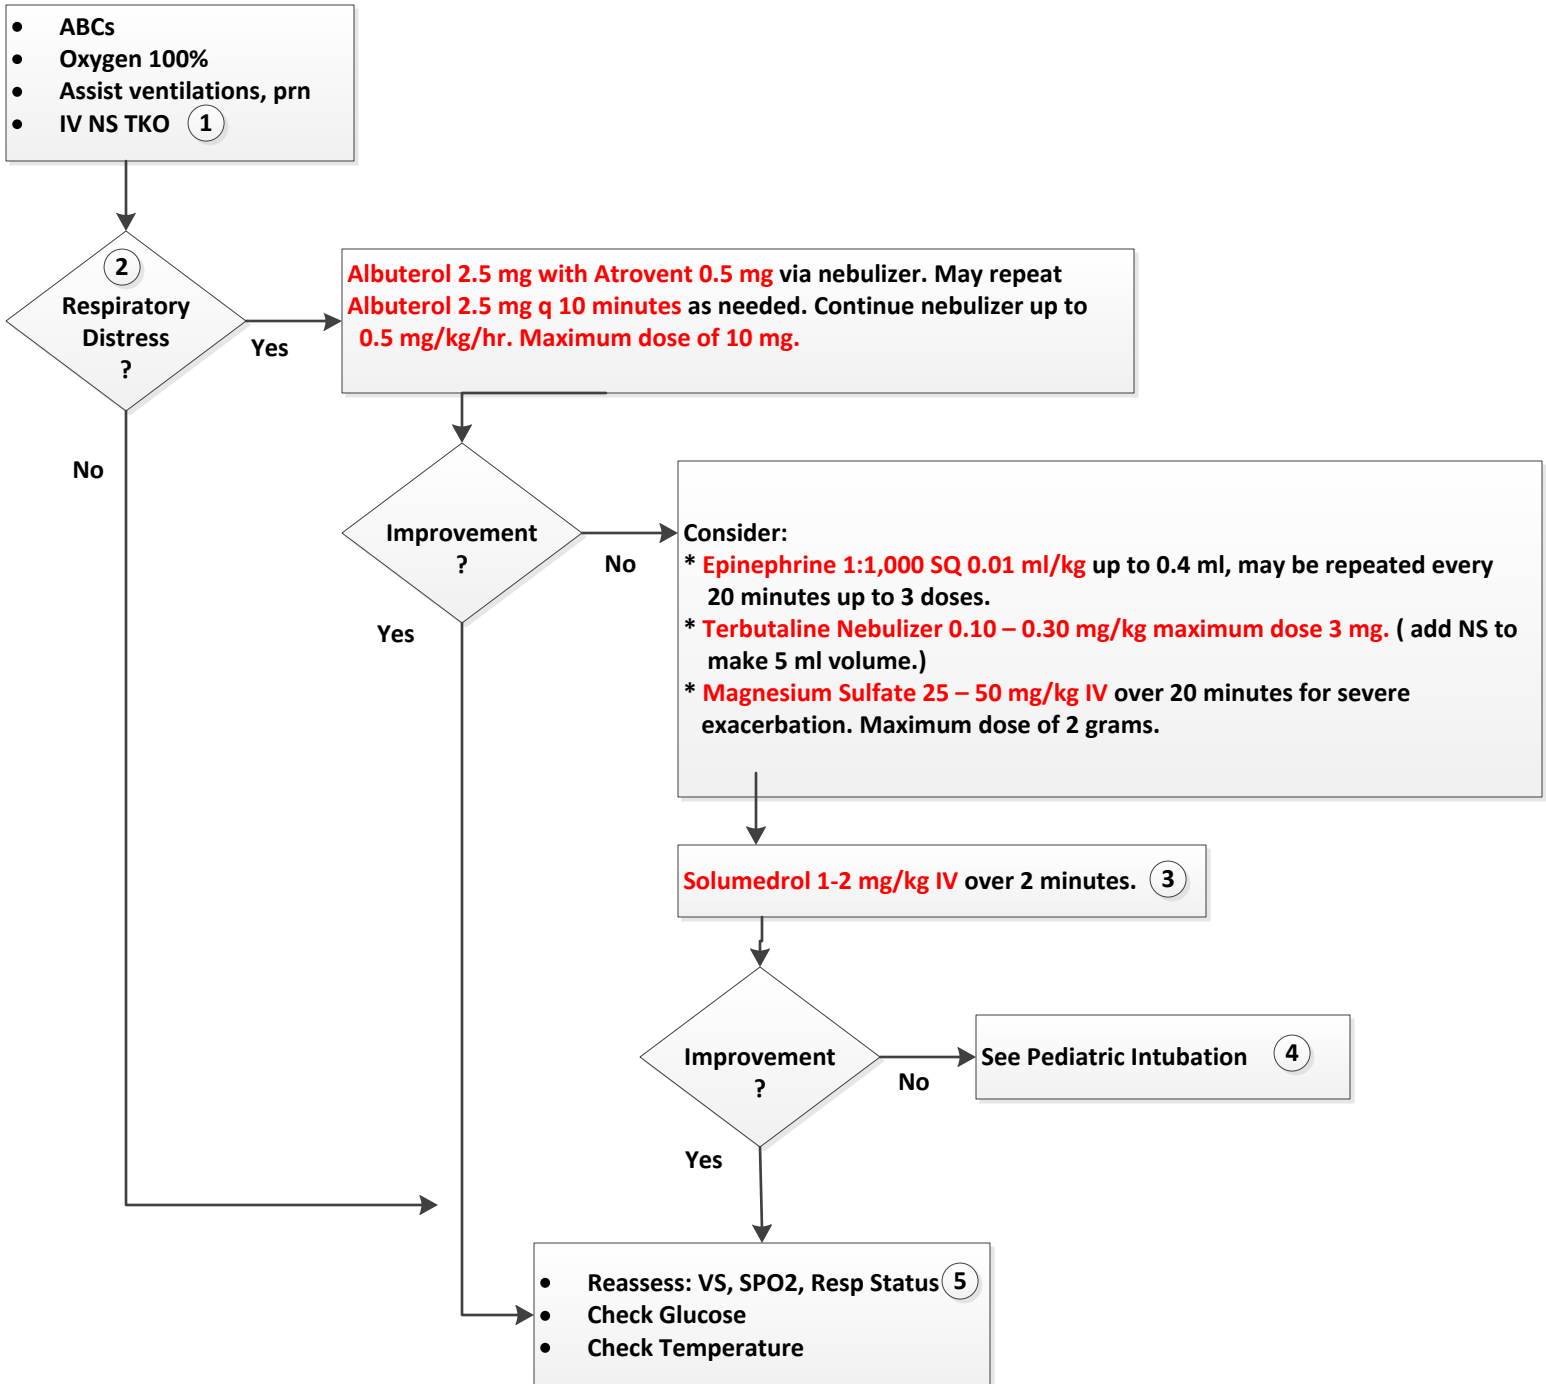 • ABCs
• Oxygen 100%
• Assist ventilations, prn
• IV NS TKO 1
2
Respiratory
Distress
?
Yes
No
Albuterol 2.5 mg with Atrovent 0.5 mg via nebulizer. May repeat
Albuterol 2.5 mg q 10 minutes as needed. Continue nebulizer up to
0.5 mg/kg/hr. Maximum dose of 10 mg.
Improvement
?
No
Yes
Consider:
* Epinephrine 1:1,000 SQ 0.01 ml/kg up to 0.4 ml, may be repeated every
20 minutes up to 3 doses.
* Terbutaline Nebulizer 0.10 – 0.30 mg/kg maximum dose 3 mg. ( add NS to
make 5 ml volume.)
* Magnesium Sulfate 25 – 50 mg/kg IV over 20 minutes for severe
exacerbation. Maximum dose of 2 grams.
Solumedrol 1-2 mg/kg IV over 2 minutes. 3
Improvement
?
No
Yes
See Pediatric Intubation 4
• Reassess: VS, SPO2, Resp Status 5
• Check Glucose
• Check Temperature